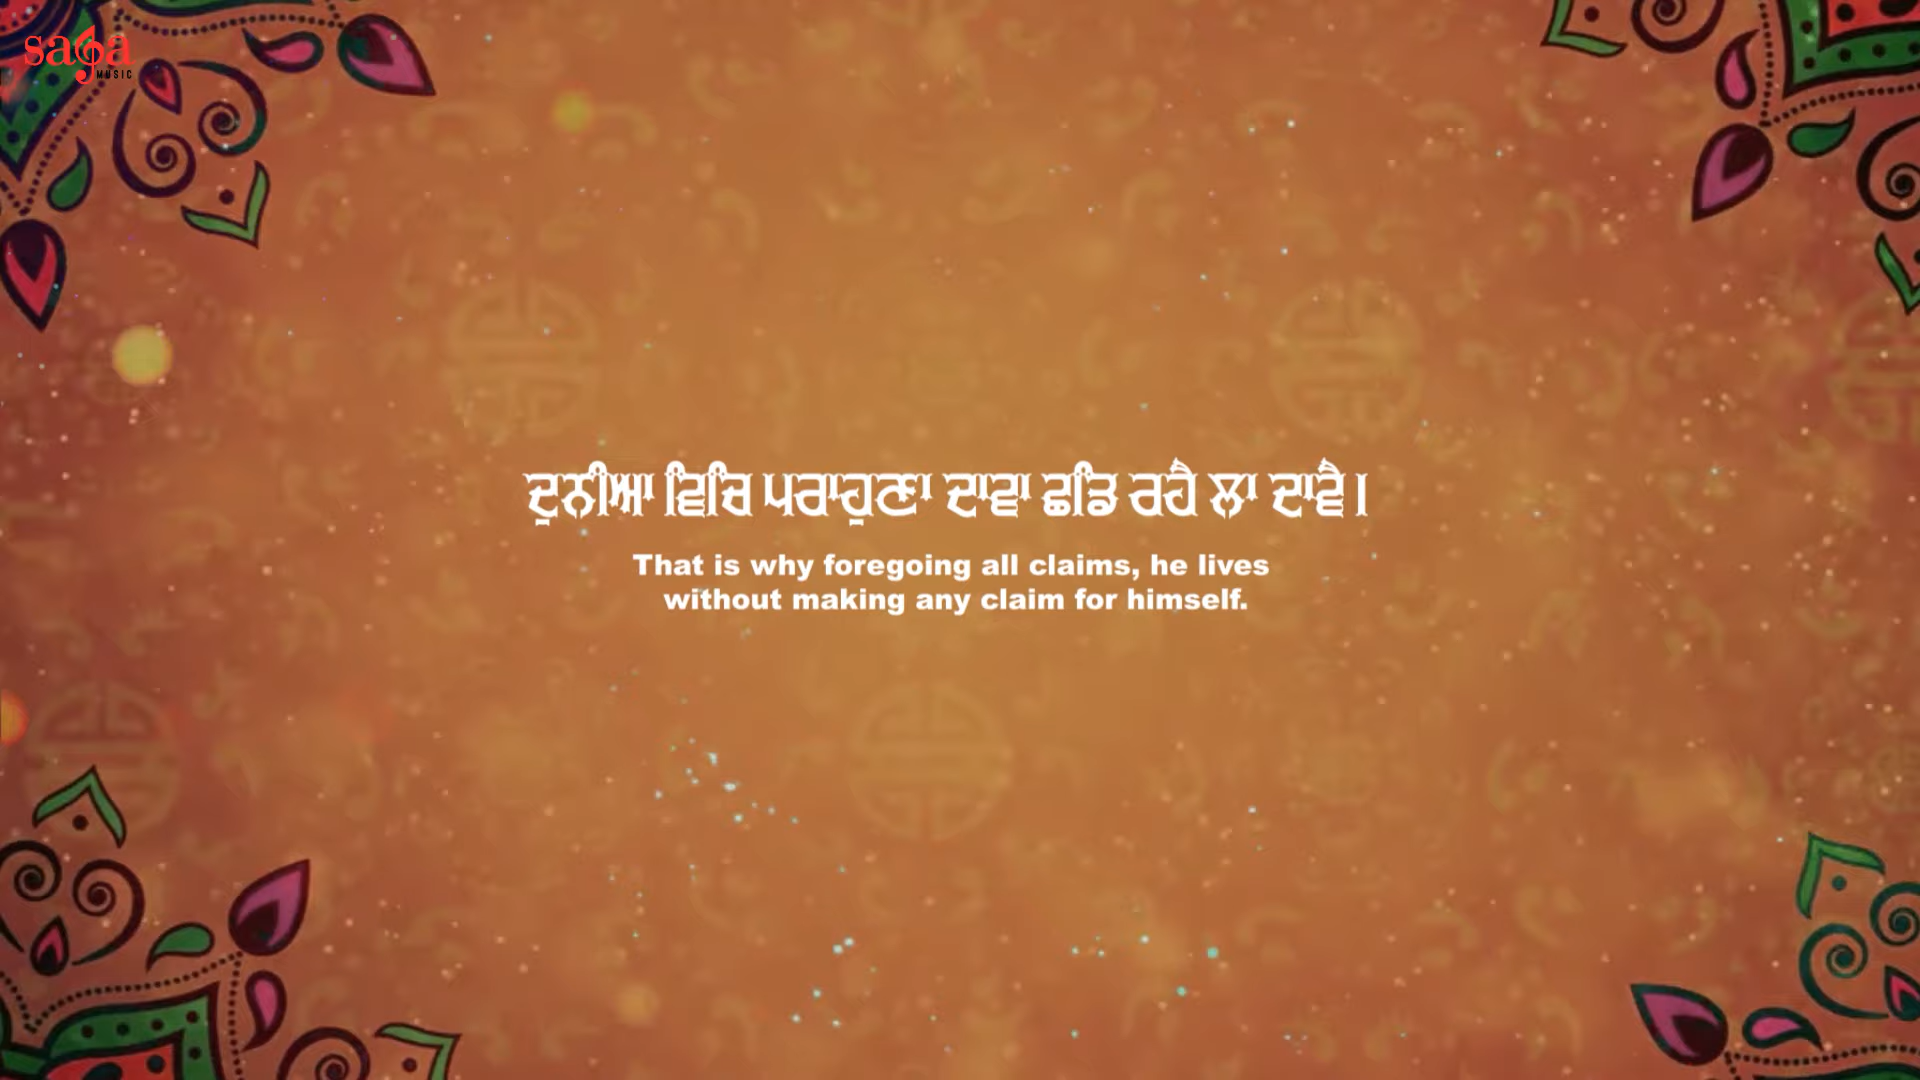 saga
MUSIC
ਦੁਨੀਆ ਵਿਚਿ ਪਰਾਹੁਣਾ ਦਾਵਾ ਛਡਿ ਰਹੈ ਲਾ ਦਾਵੈ।
That is why foregoing all claims, he lives
without making any claim for himself.